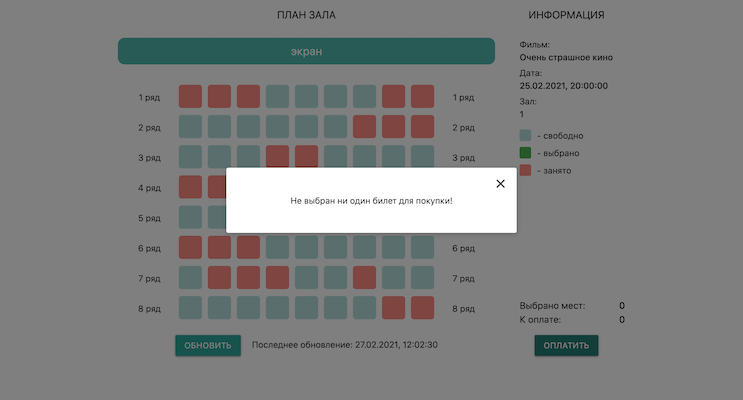 ПЛАН ЗАЛА
экран
1 ряд 1 ряд
2 ряд 2 ряд
3 ряд 3 ряд
4 ряд
5 ряд
6 ряд 6 ряд
7 ряд 7 ряд
8 ряд 8 ряд
ОБНОВИТЬ Последнее обновление: 27.02.2021, 12:02:30
Не выбран ни один билет для покупки!
ИНФОРМАЦИЯ
Фильм:
Очень страшное кино
Дата:
25.02.2021, 20:00:00
Зал:
1
- свободно
- выбрано
- занято
Выбрано мест: 0
К оплате: 0
ОПЛАТИТЬ